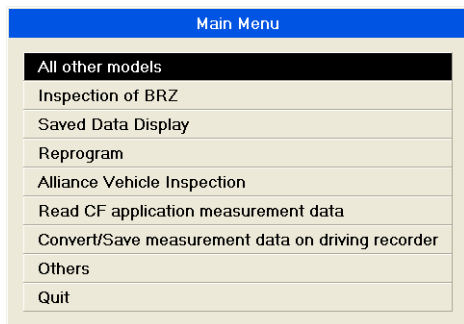 Main Menu
All other models
Inspection of BRZ
Saved Data Display
Reprogram
Alliance Vehicle Inspection
Read CF application measurement data
Convert/Save measurement data on driving recorder
Others
Quit